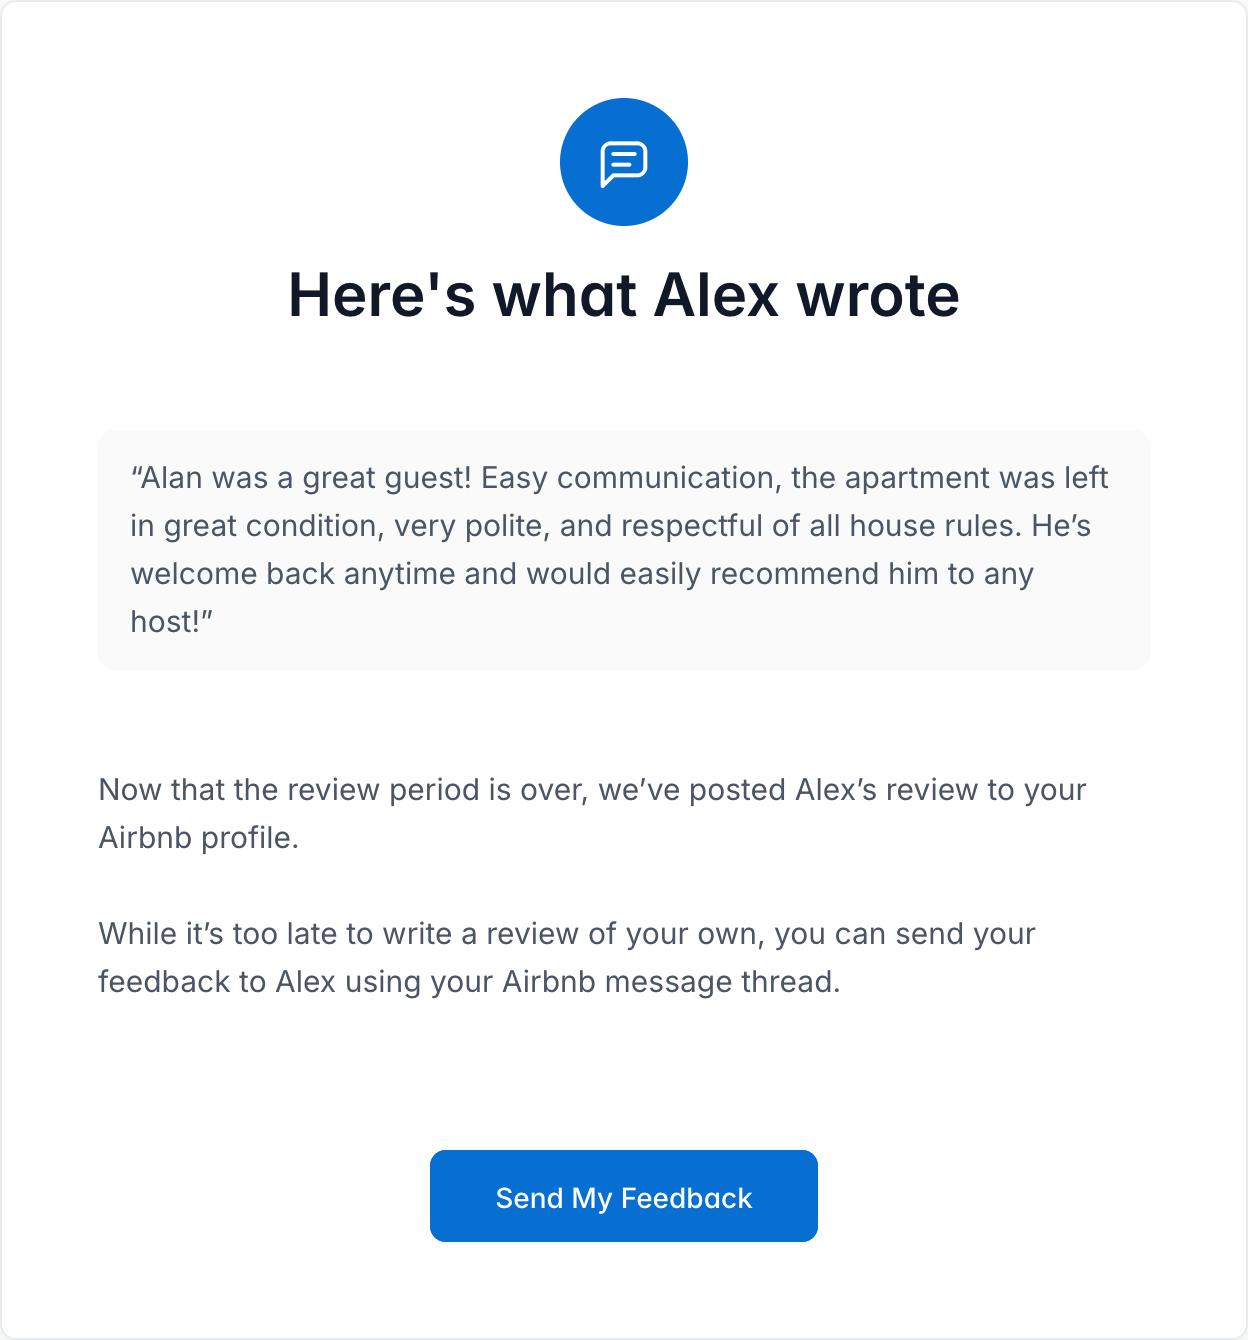 Here's what Alex wrote
“Alan was a great guest! Easy communication, the apartment was left
in great condition, very polite, and respectful of all house rules. He’s
welcome back anytime and would easily recommend him to any
host!”
Now that the review period is over, we’ve posted Alex’s review to your
Airbnb profile.
While it’s too late to write a review of your own, you can send your
feedback to Alex using your Airbnb message thread.
Send My Feedback